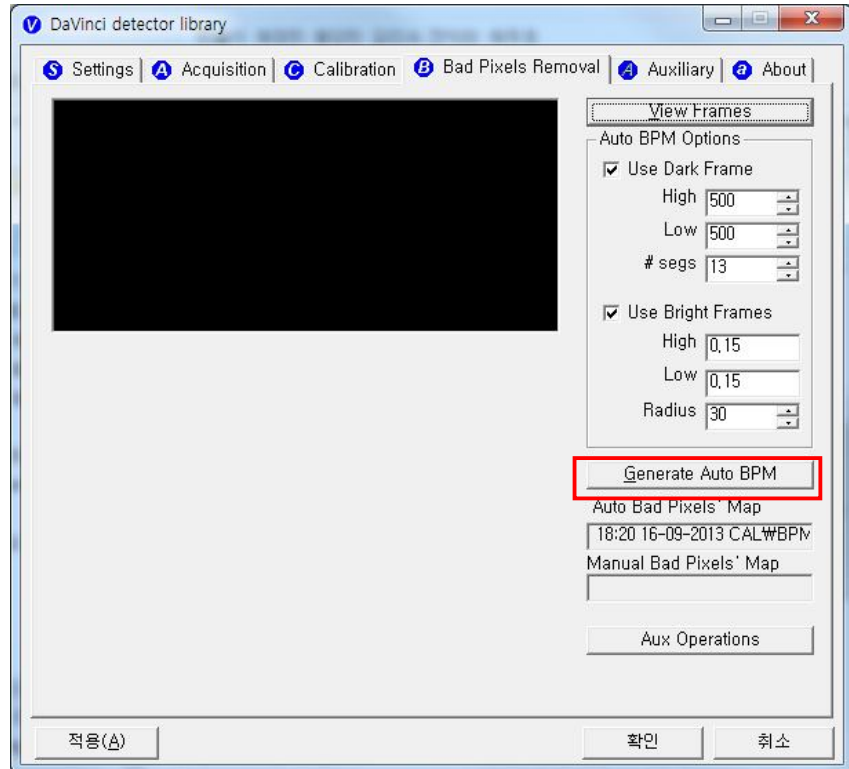 DaVinci detector library
Settings Acquisition Calibration Bad Pixels Removal Auxiliary About
View Frames
Auto BPM Options
Use Dark Frame
High 500
Low 500
# segs 13
Use Bright Frames
High 0,15
Low 0,15
Radius 30
Generate Auto BPM
Auto Bad Pixels' Map
18:20 16-09-2013 CAL₩BPM
Manual Bad Pixels' Map
Aux Operations
적용(A) 확인 취소